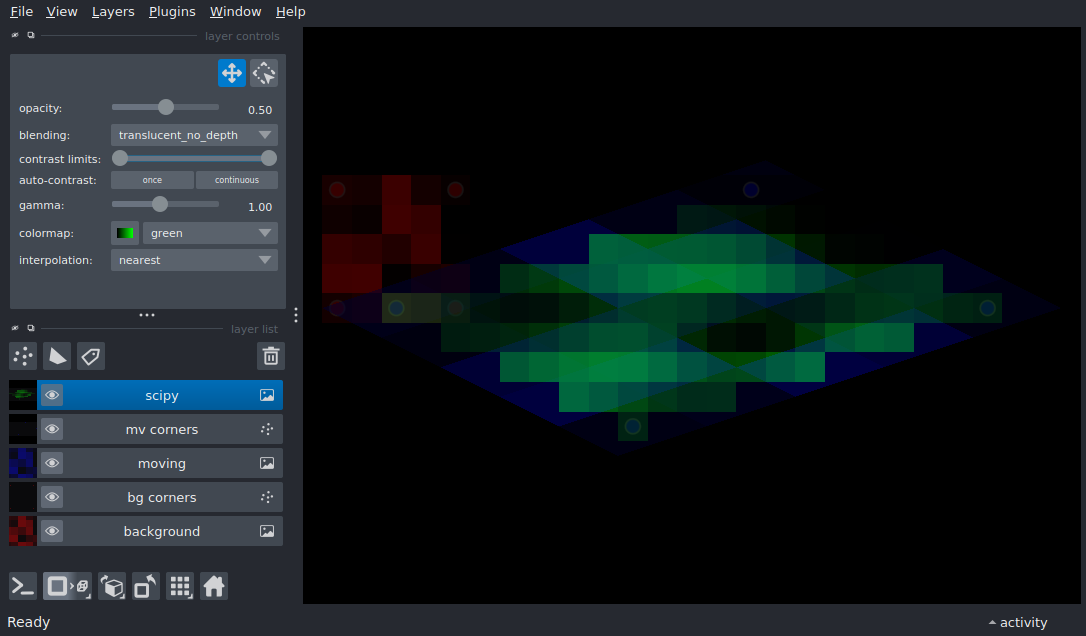 File View Layers Plugins Window Help
layer controls
opacity: 0.50
blending: translucent_no_depth
contrast limits:
auto-contrast: once continuous
gamma: 1.00
colormap: green
interpolation: nearest
layer list
scipy
mv corners
moving
bg corners
background
Ready activity